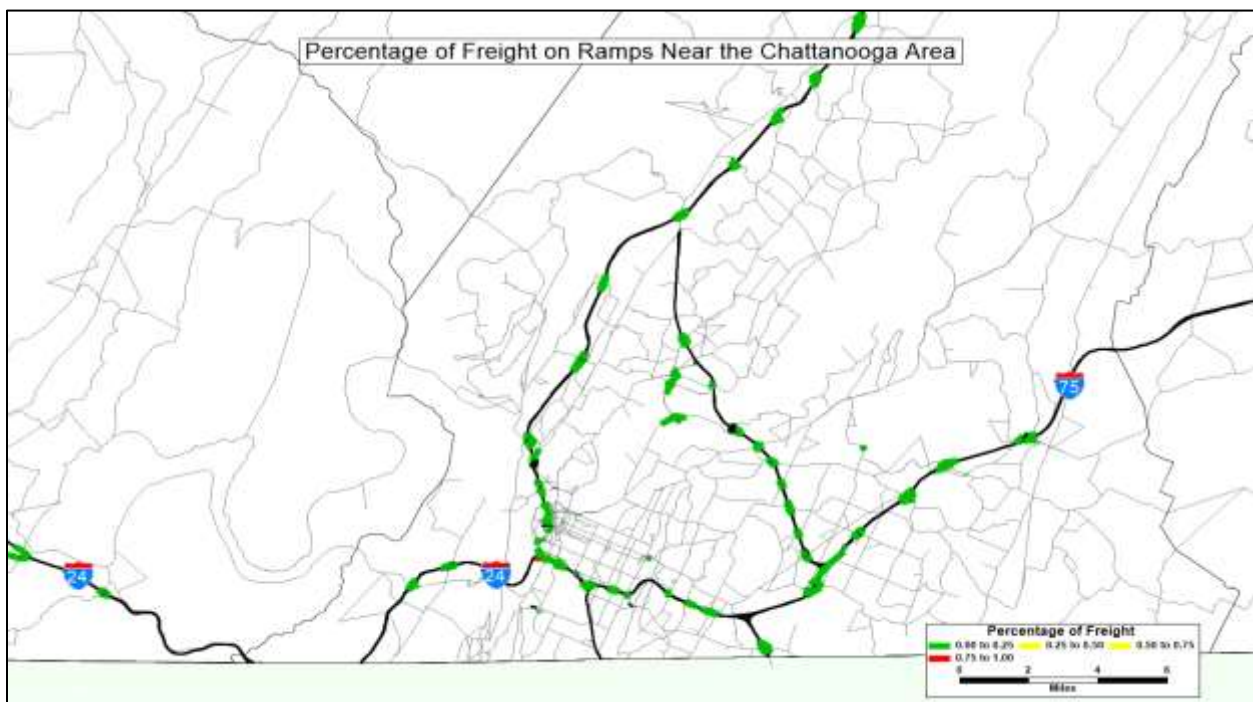 Percentage of Freight on Ramps Near the Chattanooga Area
75
24
24
Percentage of Freight
0.00 to 0.25 0.25 to 0.50 0.50 to 0.75
0.75 to 1.00
0 2 4 6
Miles